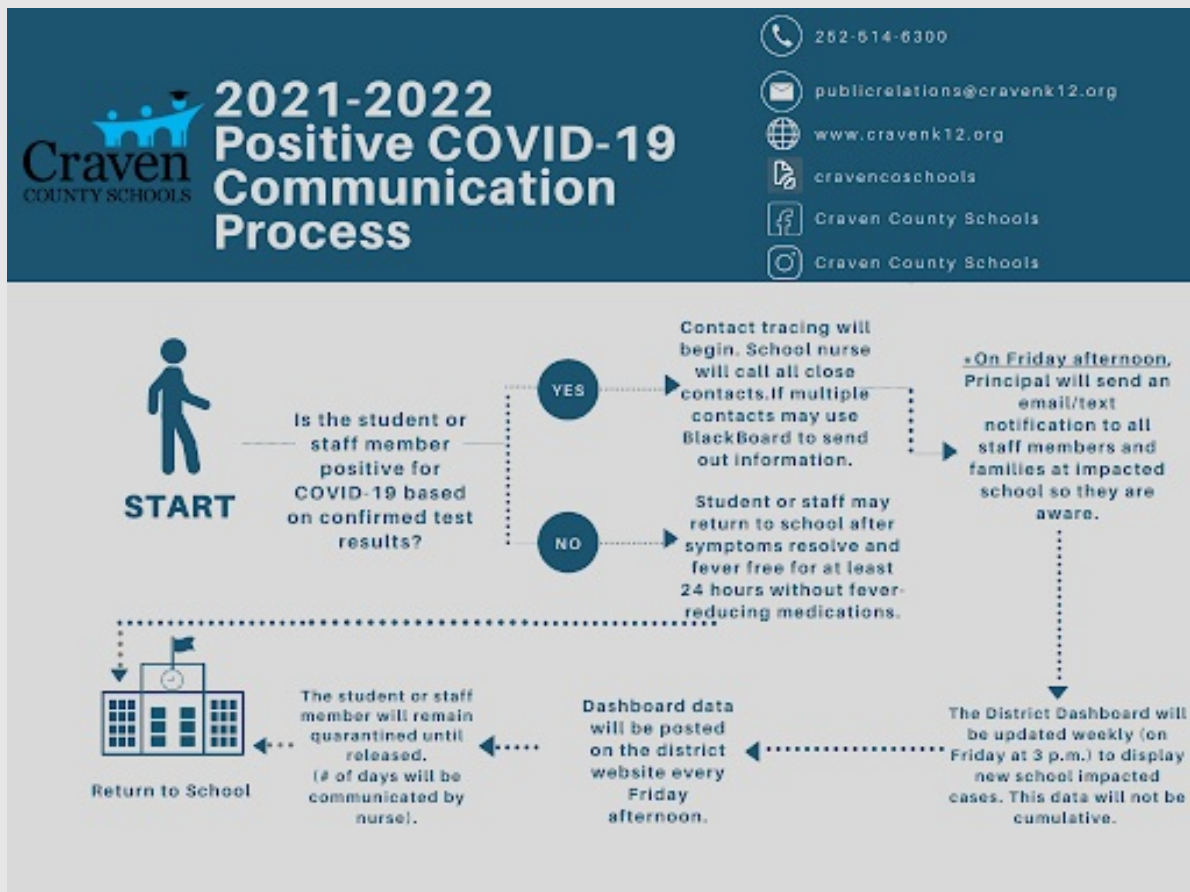 Craven
COUNTY SCHOOLS
2021-2022
Positive COVID-19
Communication
Process
252-514-6300
publicrelations@cravenk12.org
www.cravenk12.org
cravencoschools
Craven County Schools
Craven County Schools
START
Is the student or
staff member
positive for
COVID-19 based
on confirmed test
results?
YES
Contact tracing will
begin. School nurse
will call all close
contacts.If multiple
contacts may use
BlackBoard to send
out information.
*On Friday afternoon,
Principal will send an
email/text
notification to all
staff members and
families at impacted
school so they are
aware.
NO
Student or staff may
return to school after
symptoms resolve and
fever free for at least
24 hours without fever-
reducing medications.
The District Dashboard will
be updated weekly (on
Friday at 3 p.m.) to display
new school impacted
cases. This data will not be
cumulative.
Dashboard data
will be posted
on the district
website every
Friday
afternoon.
The student or staff
member will remain
quarantined until
released.
(# of days will be
communicated by
nurse).
Return to School